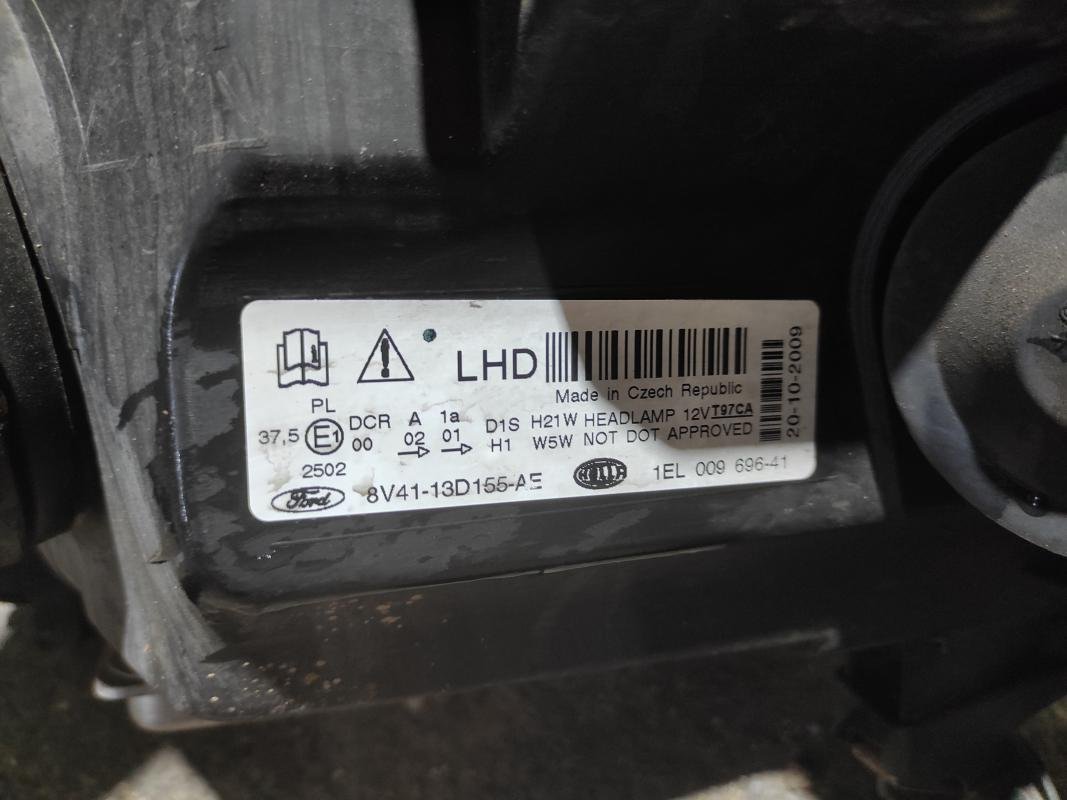 LHD
Made in Czech Republic
PL
37,5 E1 DCR A 1a D1S H21W HEADLAMP 12V T97CA
00 02 01 H1 W5W NOT DOT APPROVED
2502
Ford 8V41-13D155-AE HELLA 1EL 009 696-41
20-10-2009